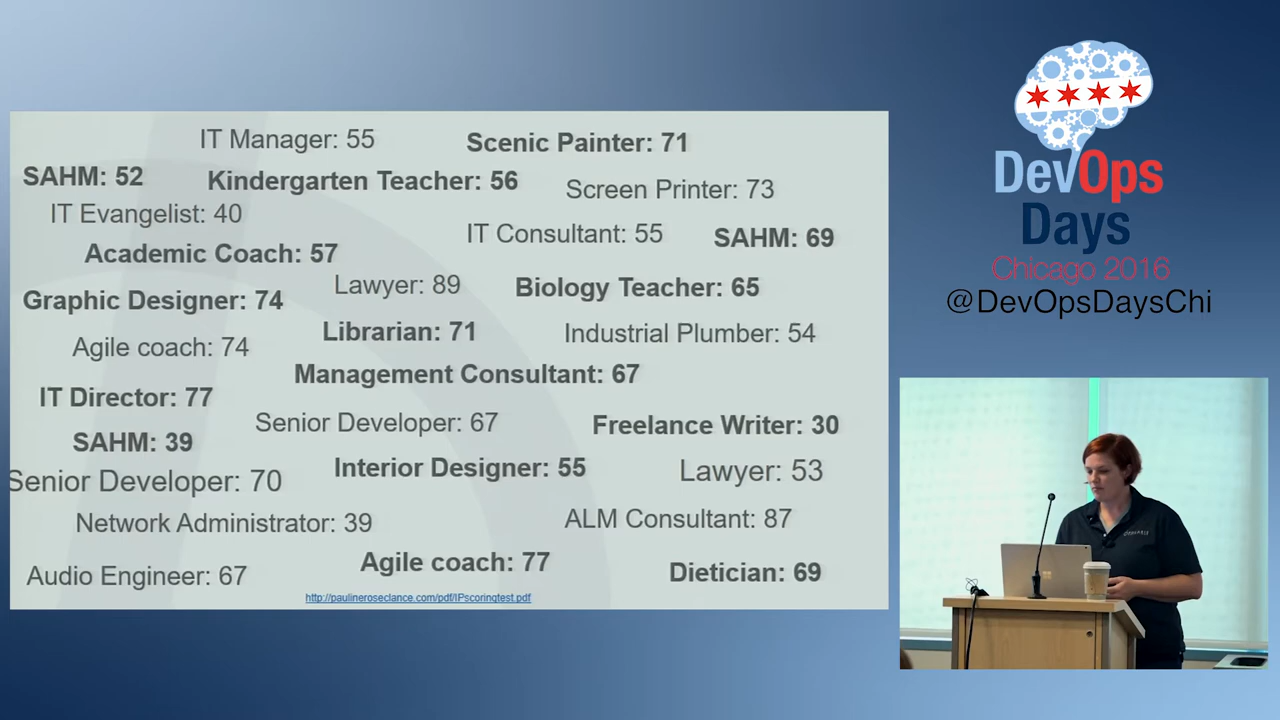 IT Manager: 55
Scenic Painter: 71
SAHM: 52
Kindergarten Teacher: 56
Screen Printer: 73
IT Evangelist: 40
IT Consultant: 55
SAHM: 69
Academic Coach: 57
Lawyer: 89
Biology Teacher: 65
Graphic Designer: 74
Librarian: 71
Industrial Plumber: 54
Agile coach: 74
Management Consultant: 67
IT Director: 77
Senior Developer: 67
Freelance Writer: 30
SAHM: 39
Interior Designer: 55
Lawyer: 53
Senior Developer: 70
Network Administrator: 39
ALM Consultant: 87
Agile coach: 77
Audio Engineer: 67
Dietician: 69
http://paulineroseclance.com/pdf/IPscoringtest.pdf
DevOps
Days
Chicago 2016
@DevOpsDaysChi